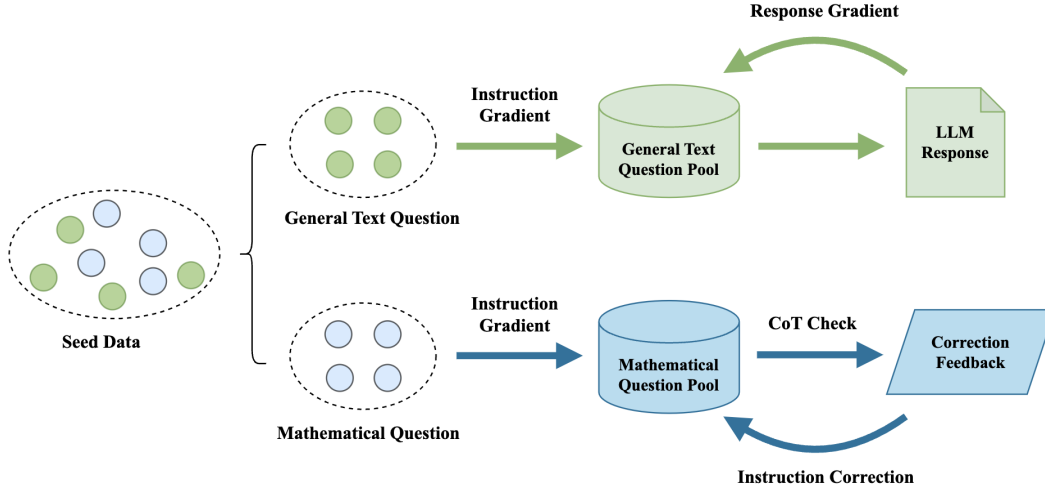 Response Gradient
Instruction
Gradient
General Text
Question Pool
LLM
Response
General Text Question
Seed Data
Instruction
Gradient
CoT Check
Mathematical
Question Pool
Correction
Feedback
Mathematical Question
Instruction Correction